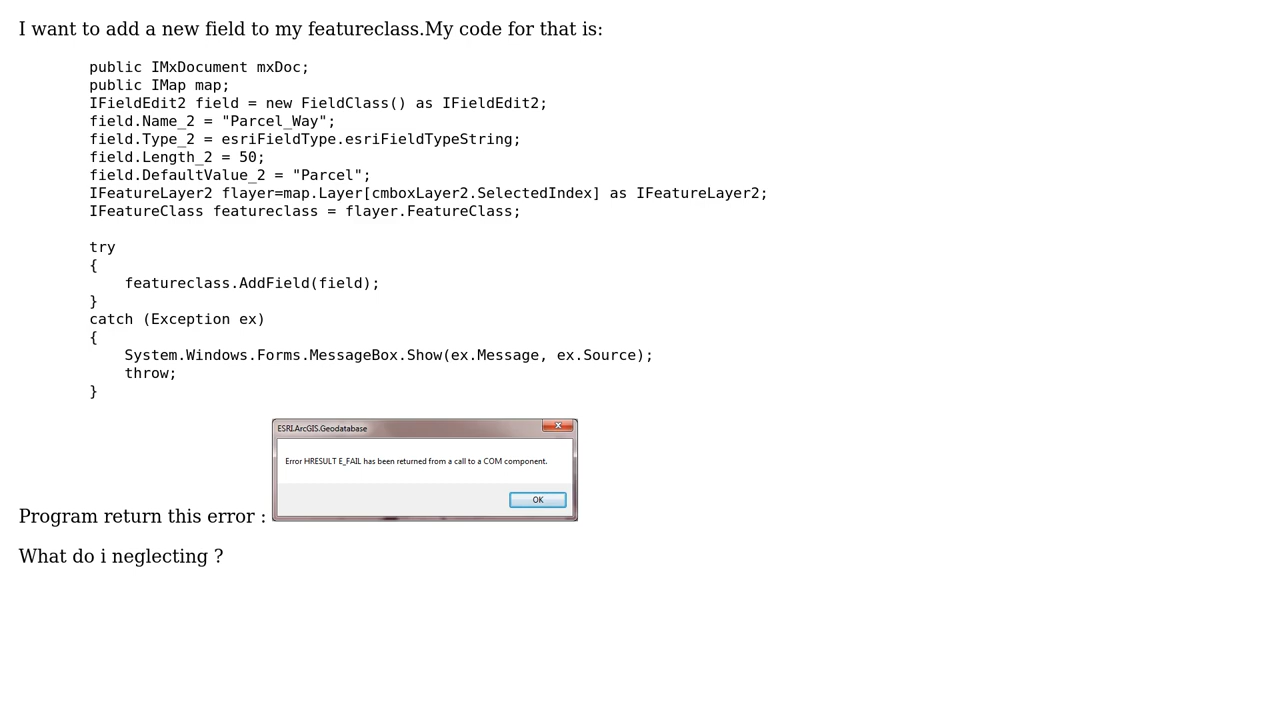 I want to add a new field to my featureclass.My code for that is:
public IMxDocument mxDoc;
public IMap map;
IFieldEdit2 field = new FieldClass() as IFieldEdit2;
field.Name_2 = "Parcel_Way";
field.Type_2 = esriFieldType.esriFieldTypeString;
field.Length_2 = 50;
field.DefaultValue_2 = "Parcel";
IFeatureLayer2 flayer=map.Layer[cmboxLayer2.SelectedIndex] as IFeatureLayer2;
IFeatureClass featureclass = flayer.FeatureClass;
try
{
featureclass.AddField(field);
}
catch (Exception ex)
{
System.Windows.Forms.MessageBox.Show(ex.Message, ex.Source);
throw;
}
ESRI.ArcGIS.Geodatabase
Error HRESULT E_FAIL has been returned from a call to a COM component.
OK
Program return this error :
What do i neglecting ?